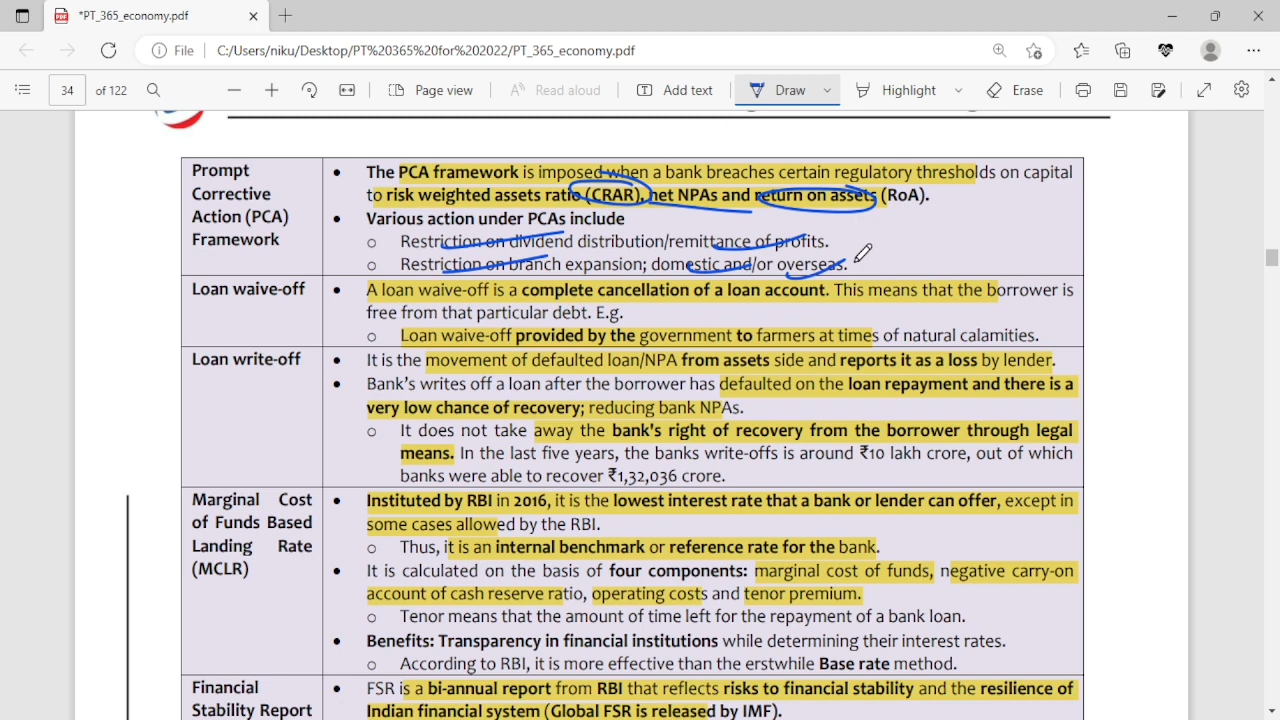 *PT_365_economy.pdf
File
C:/Users/niku/Desktop/PT%20365%20for%202022/PT_365_economy.pdf
34
of 122
Page view
Read aloud
Add text
Draw
Highlight
Erase
Prompt Corrective Action (PCA) Framework
• The PCA framework is imposed when a bank breaches certain regulatory thresholds on capital
to risk weighted assets ratio (CRAR), net NPAs and return on assets (RoA).
• Various action under PCAs include
o Restriction on dividend distribution/remittance of profits.
o Restriction on branch expansion; domestic and/or overseas.
Loan waive-off
• A loan waive-off is a complete cancellation of a loan account. This means that the borrower is
free from that particular debt. E.g.
o Loan waive-off provided by the government to farmers at times of natural calamities.
Loan write-off
• It is the movement of defaulted loan/NPA from assets side and reports it as a loss by lender.
• Bank's writes off a loan after the borrower has defaulted on the loan repayment and there is a
very low chance of recovery; reducing bank NPAs.
o It does not take away the bank's right of recovery from the borrower through legal
means. In the last five years, the banks write-offs is around ₹10 lakh crore, out of which
banks were able to recover ₹1,32,036 crore.
Marginal Cost of Funds Based Landing Rate (MCLR)
• Instituted by RBI in 2016, it is the lowest interest rate that a bank or lender can offer, except in
some cases allowed by the RBI.
o Thus, it is an internal benchmark or reference rate for the bank.
• It is calculated on the basis of four components: marginal cost of funds, negative carry-on
account of cash reserve ratio, operating costs and tenor premium.
o Tenor means that the amount of time left for the repayment of a bank loan.
• Benefits: Transparency in financial institutions while determining their interest rates.
o According to RBI, it is more effective than the erstwhile Base rate method.
Financial Stability Report
• FSR is a bi-annual report from RBI that reflects risks to financial stability and the resilience of
Indian financial system (Global FSR is released by IMF).